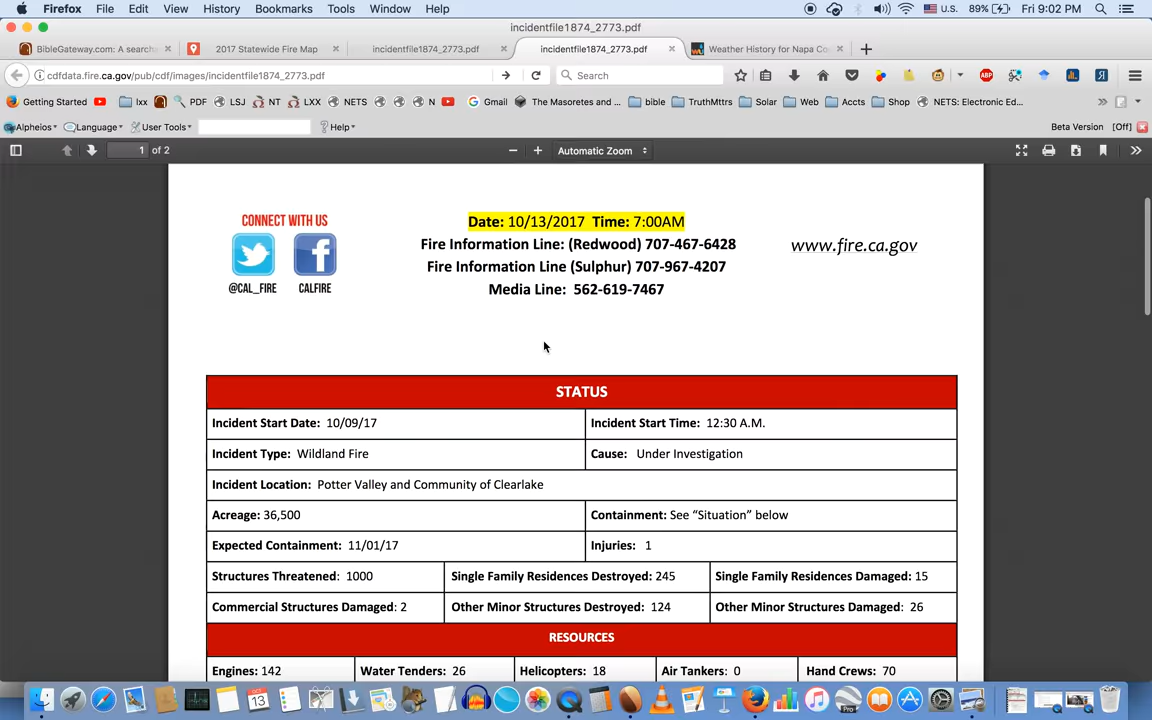 Firefox File Edit View History Bookmarks Tools Window Help U.S. 89% Fri 9:02 PM
incidentfile1874_2773.pdf
BibleGateway.com: A search 2017 Statewide Fire Map incidentfile1874_2773.pdf incidentfile1874_2773.pdf Weather History for Napa Co
cdfdata.fire.ca.gov/pub/cdf/images/incidentfile1874_2773.pdf Search
Getting Started lxx PDF LSJ NT LXX NETS N Gmail The Masoretes and ... bible TruthMttrs Solar Web Accts Shop NETS: Electronic Ed...
Alpheios Language User Tools Help Beta Version [Off]
1 of 2 Automatic Zoom
CONNECT WITH US
@CAL_FIRE CALFIRE
Date: 10/13/2017 Time: 7:00AM
Fire Information Line: (Redwood) 707-467-6428
Fire Information Line (Sulphur) 707-967-4207
Media Line: 562-619-7467
www.fire.ca.gov
STATUS
Incident Start Date: 10/09/17 Incident Start Time: 12:30 A.M.
Incident Type: Wildland Fire Cause: Under Investigation
Incident Location: Potter Valley and Community of Clearlake
Acreage: 36,500 Containment: See “Situation” below
Expected Containment: 11/01/17 Injuries: 1
Structures Threatened: 1000 Single Family Residences Destroyed: 245 Single Family Residences Damaged: 15
Commercial Structures Damaged: 2 Other Minor Structures Destroyed: 124 Other Minor Structures Damaged: 26
RESOURCES
Engines: 142 Water Tenders: 26 Helicopters: 18 Air Tankers: 0 Hand Crews: 70